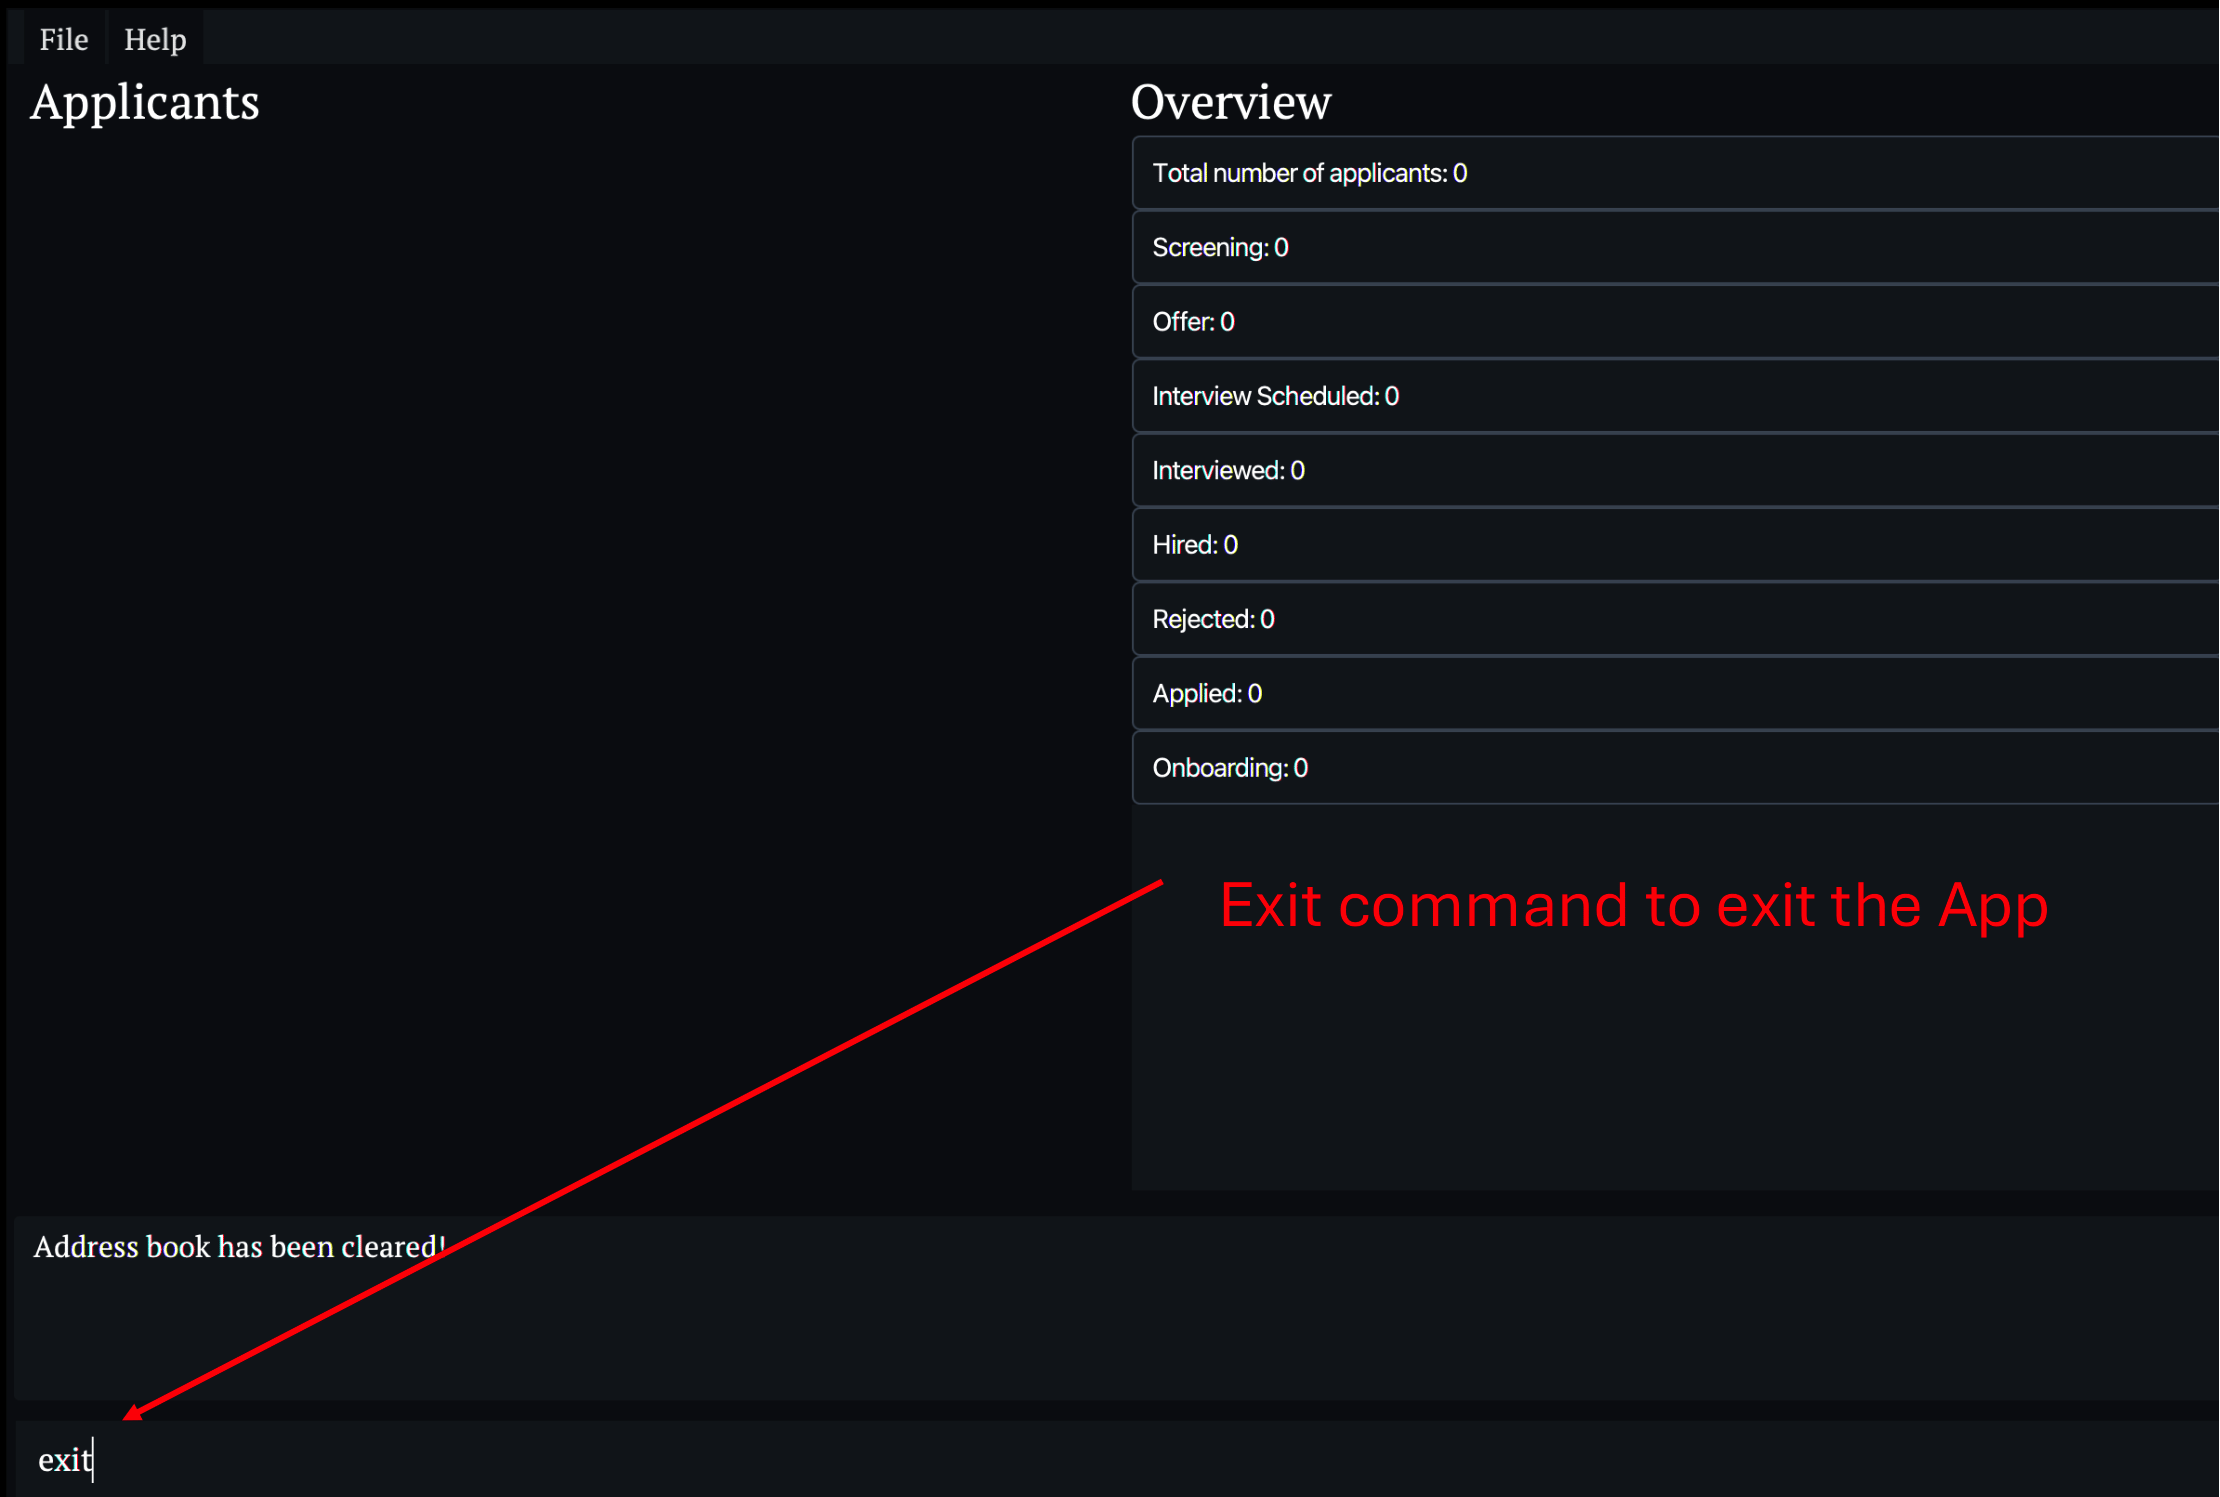 File Help
Applicants
Overview
Total number of applicants: 0
Screening: 0
Offer: 0
Interview Scheduled: 0
Interviewed: 0
Hired: 0
Rejected: 0
Applied: 0
Onboarding: 0
Exit command to exit the App
Address book has been cleared!
exit